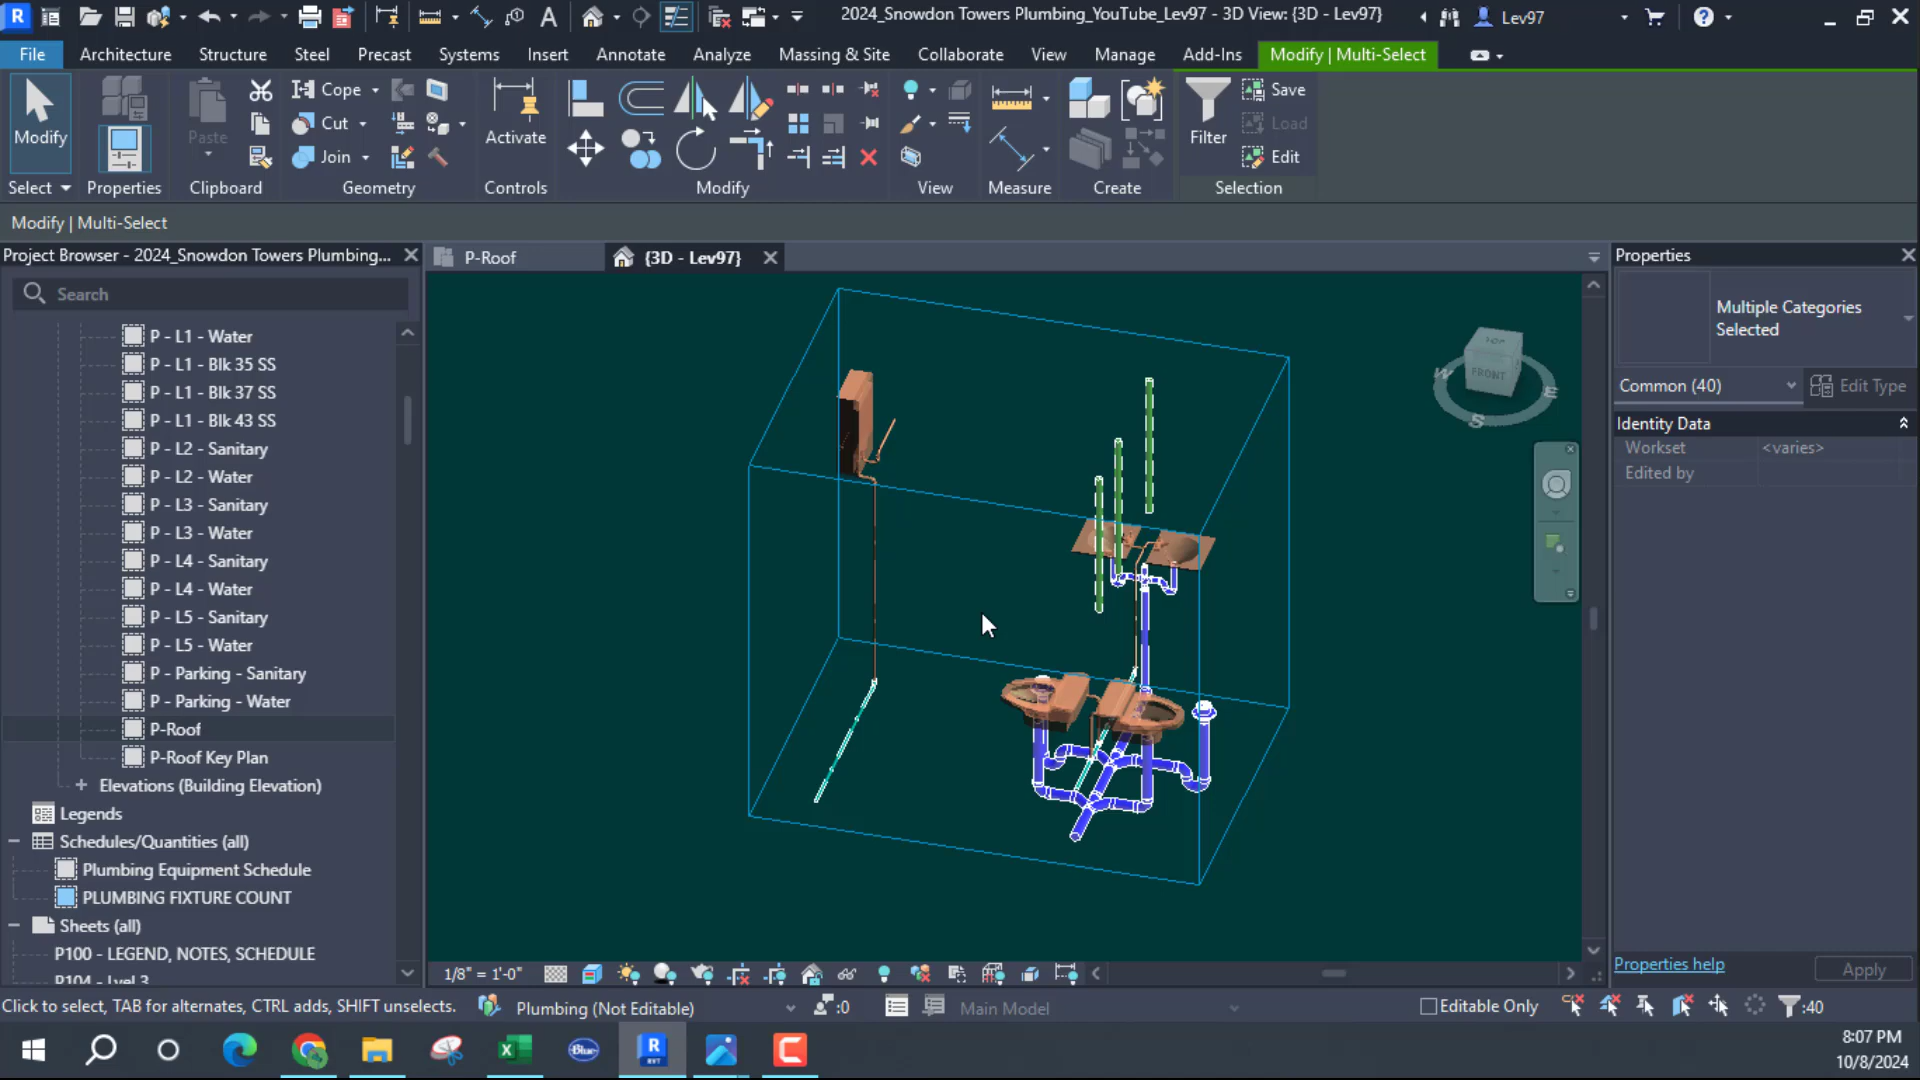 2024_Snowdon Towers Plumbing_YouTube_Lev97 - 3D View: {3D - Lev97}
Lev97
File
Architecture
Structure
Steel
Precast
Systems
Insert
Annotate
Analyze
Massing & Site
Collaborate
View
Manage
Add-Ins
Modify | Multi-Select
Modify
Paste
Cope
Cut
Join
Activate
Filter
Save
Load
Edit
Select
Properties
Clipboard
Geometry
Controls
Modify
View
Measure
Create
Selection
Modify | Multi-Select
Project Browser - 2024_Snowdon Towers Plumbing...
Search
P - L1 - Water
P - L1 - Blk 35 SS
P - L1 - Blk 37 SS
P - L1 - Blk 43 SS
P - L2 - Sanitary
P - L2 - Water
P - L3 - Sanitary
P - L3 - Water
P - L4 - Sanitary
P - L4 - Water
P - L5 - Sanitary
P - L5 - Water
P - Parking - Sanitary
P - Parking - Water
P-Roof
P-Roof Key Plan
Elevations (Building Elevation)
Legends
Schedules/Quantities (all)
Plumbing Equipment Schedule
PLUMBING FIXTURE COUNT
Sheets (all)
P100 - LEGEND, NOTES, SCHEDULE
P104 - Lvel 3
P-Roof
{3D - Lev97}
TOP
FRONT
W
S
E
1/8" = 1'-0"
Properties
Multiple Categories
Selected
Common (40)
Edit Type
Identity Data
Workset
<varies>
Edited by
Properties help
Apply
Click to select, TAB for alternates, CTRL adds, SHIFT unselects.
Plumbing (Not Editable)
:0
Main Model
Editable Only
:40
8:07 PM
10/8/2024